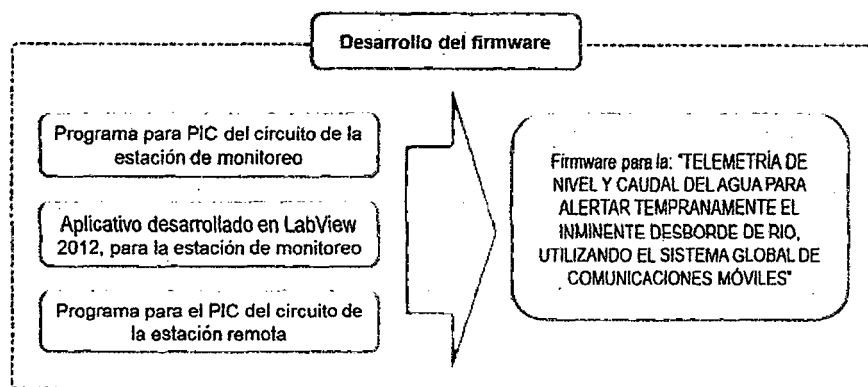 Desarrollo del firmware
Programa para PIC del circuito de la
estación de monitoreo
Aplicativo desarrollado en LabView
2012, para la estación de monitoreo
Programa para el PIC del circuito de
la estación remota
Firmware para la: "TELEMETRÍA DE
NIVEL Y CAUDAL DEL AGUA PARA
ALERTAR TEMPRANAMENTE EL
INMINENTE DESBORDE DE RIO,
UTILIZANDO EL SISTEMA GLOBAL DE
COMUNICACIONES MÓVILES"